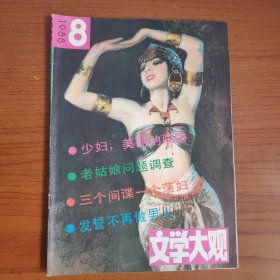 1988
8
少妇，美丽的
老姑娘问题调查
三个间谍一个荡妇
发誓不再做男儿
文学大观